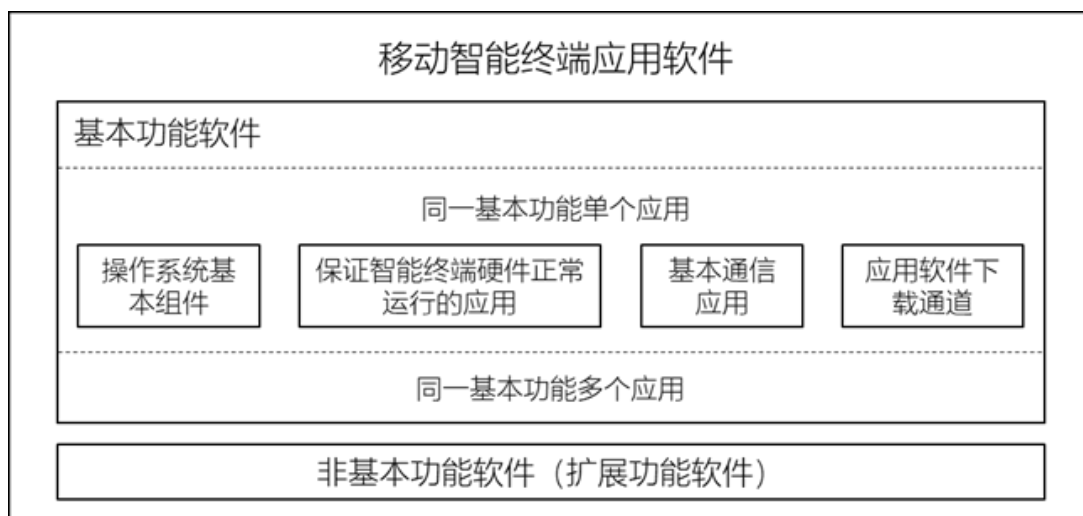 移动智能终端应用软件
基本功能软件
同一基本功能单个应用
操作系统基
本组件
保证智能终端硬件正常
运行的应用
基本通信
应用
应用软件下
载通道
同一基本功能多个应用
非基本功能软件（扩展功能软件）